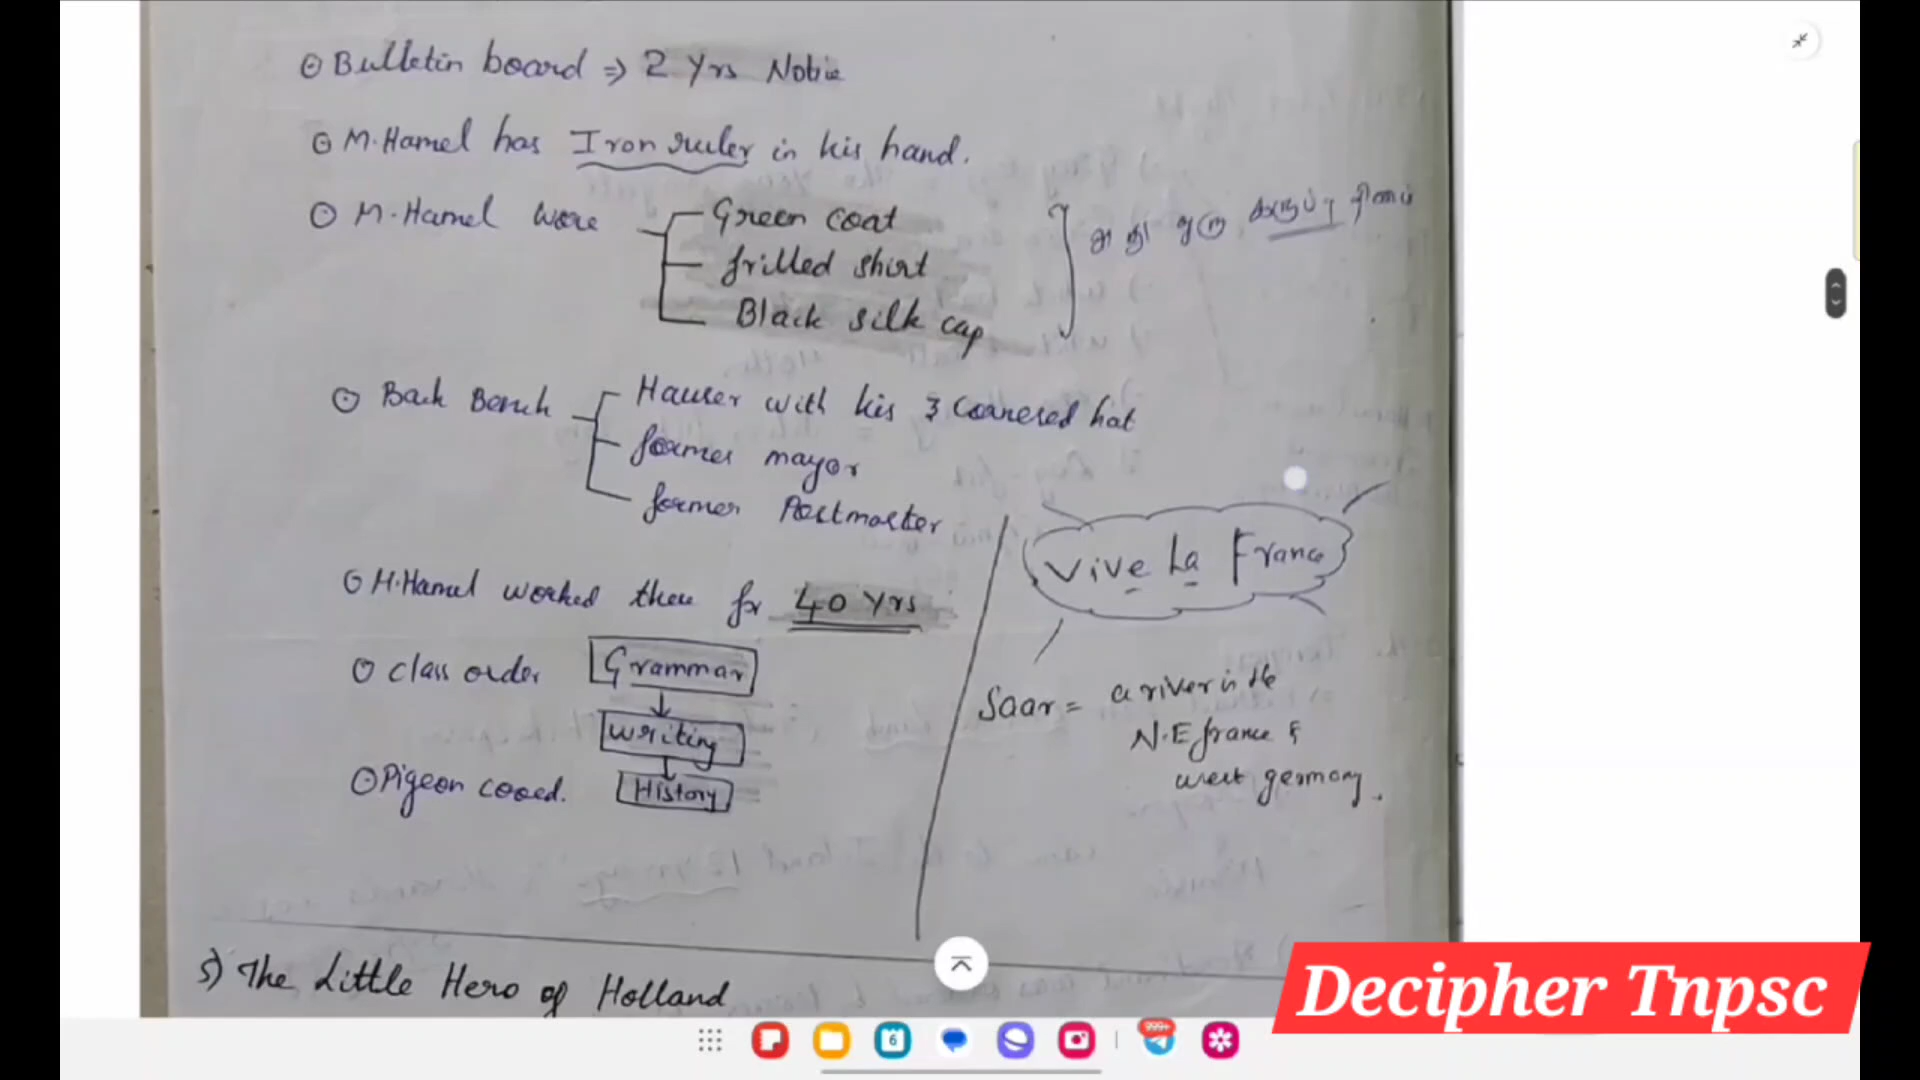 Bulletin board ⇒ 2 Yrs Notice
M.Hamel has Iron ruler in his hand.
M.Hamel wore
Green coat
frilled shirt
Black silk cap
கருப்பு
Back Bench
Hauser with his 3 cornered hat
former mayor
former Postmaster
M.Hamel worked there for 40 Yrs
Vive La France
class order
Grammar
Writing
History
Pigeon cooed.
Saar = a river in the
N.E france &
west germany.
5) The Little Hero of Holland
Decipher Tnpsc
6
999+